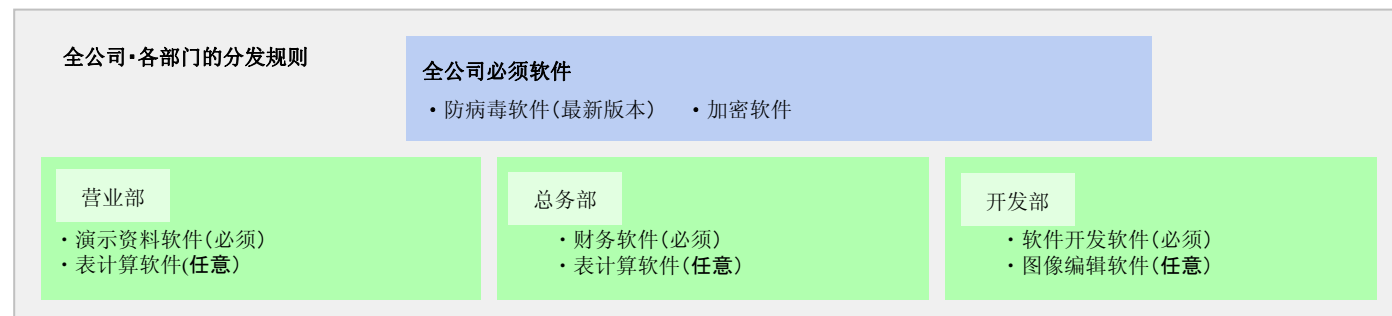 全公司・各部门的分发规则
全公司必须软件
・防病毒软件(最新版本) ・加密软件
营业部
・演示资料软件(必须)
・表计算软件(任意)
总务部
・财务软件(必须)
・表计算软件(任意)
开发部
・软件开发软件(必须)
・图像编辑软件(任意)